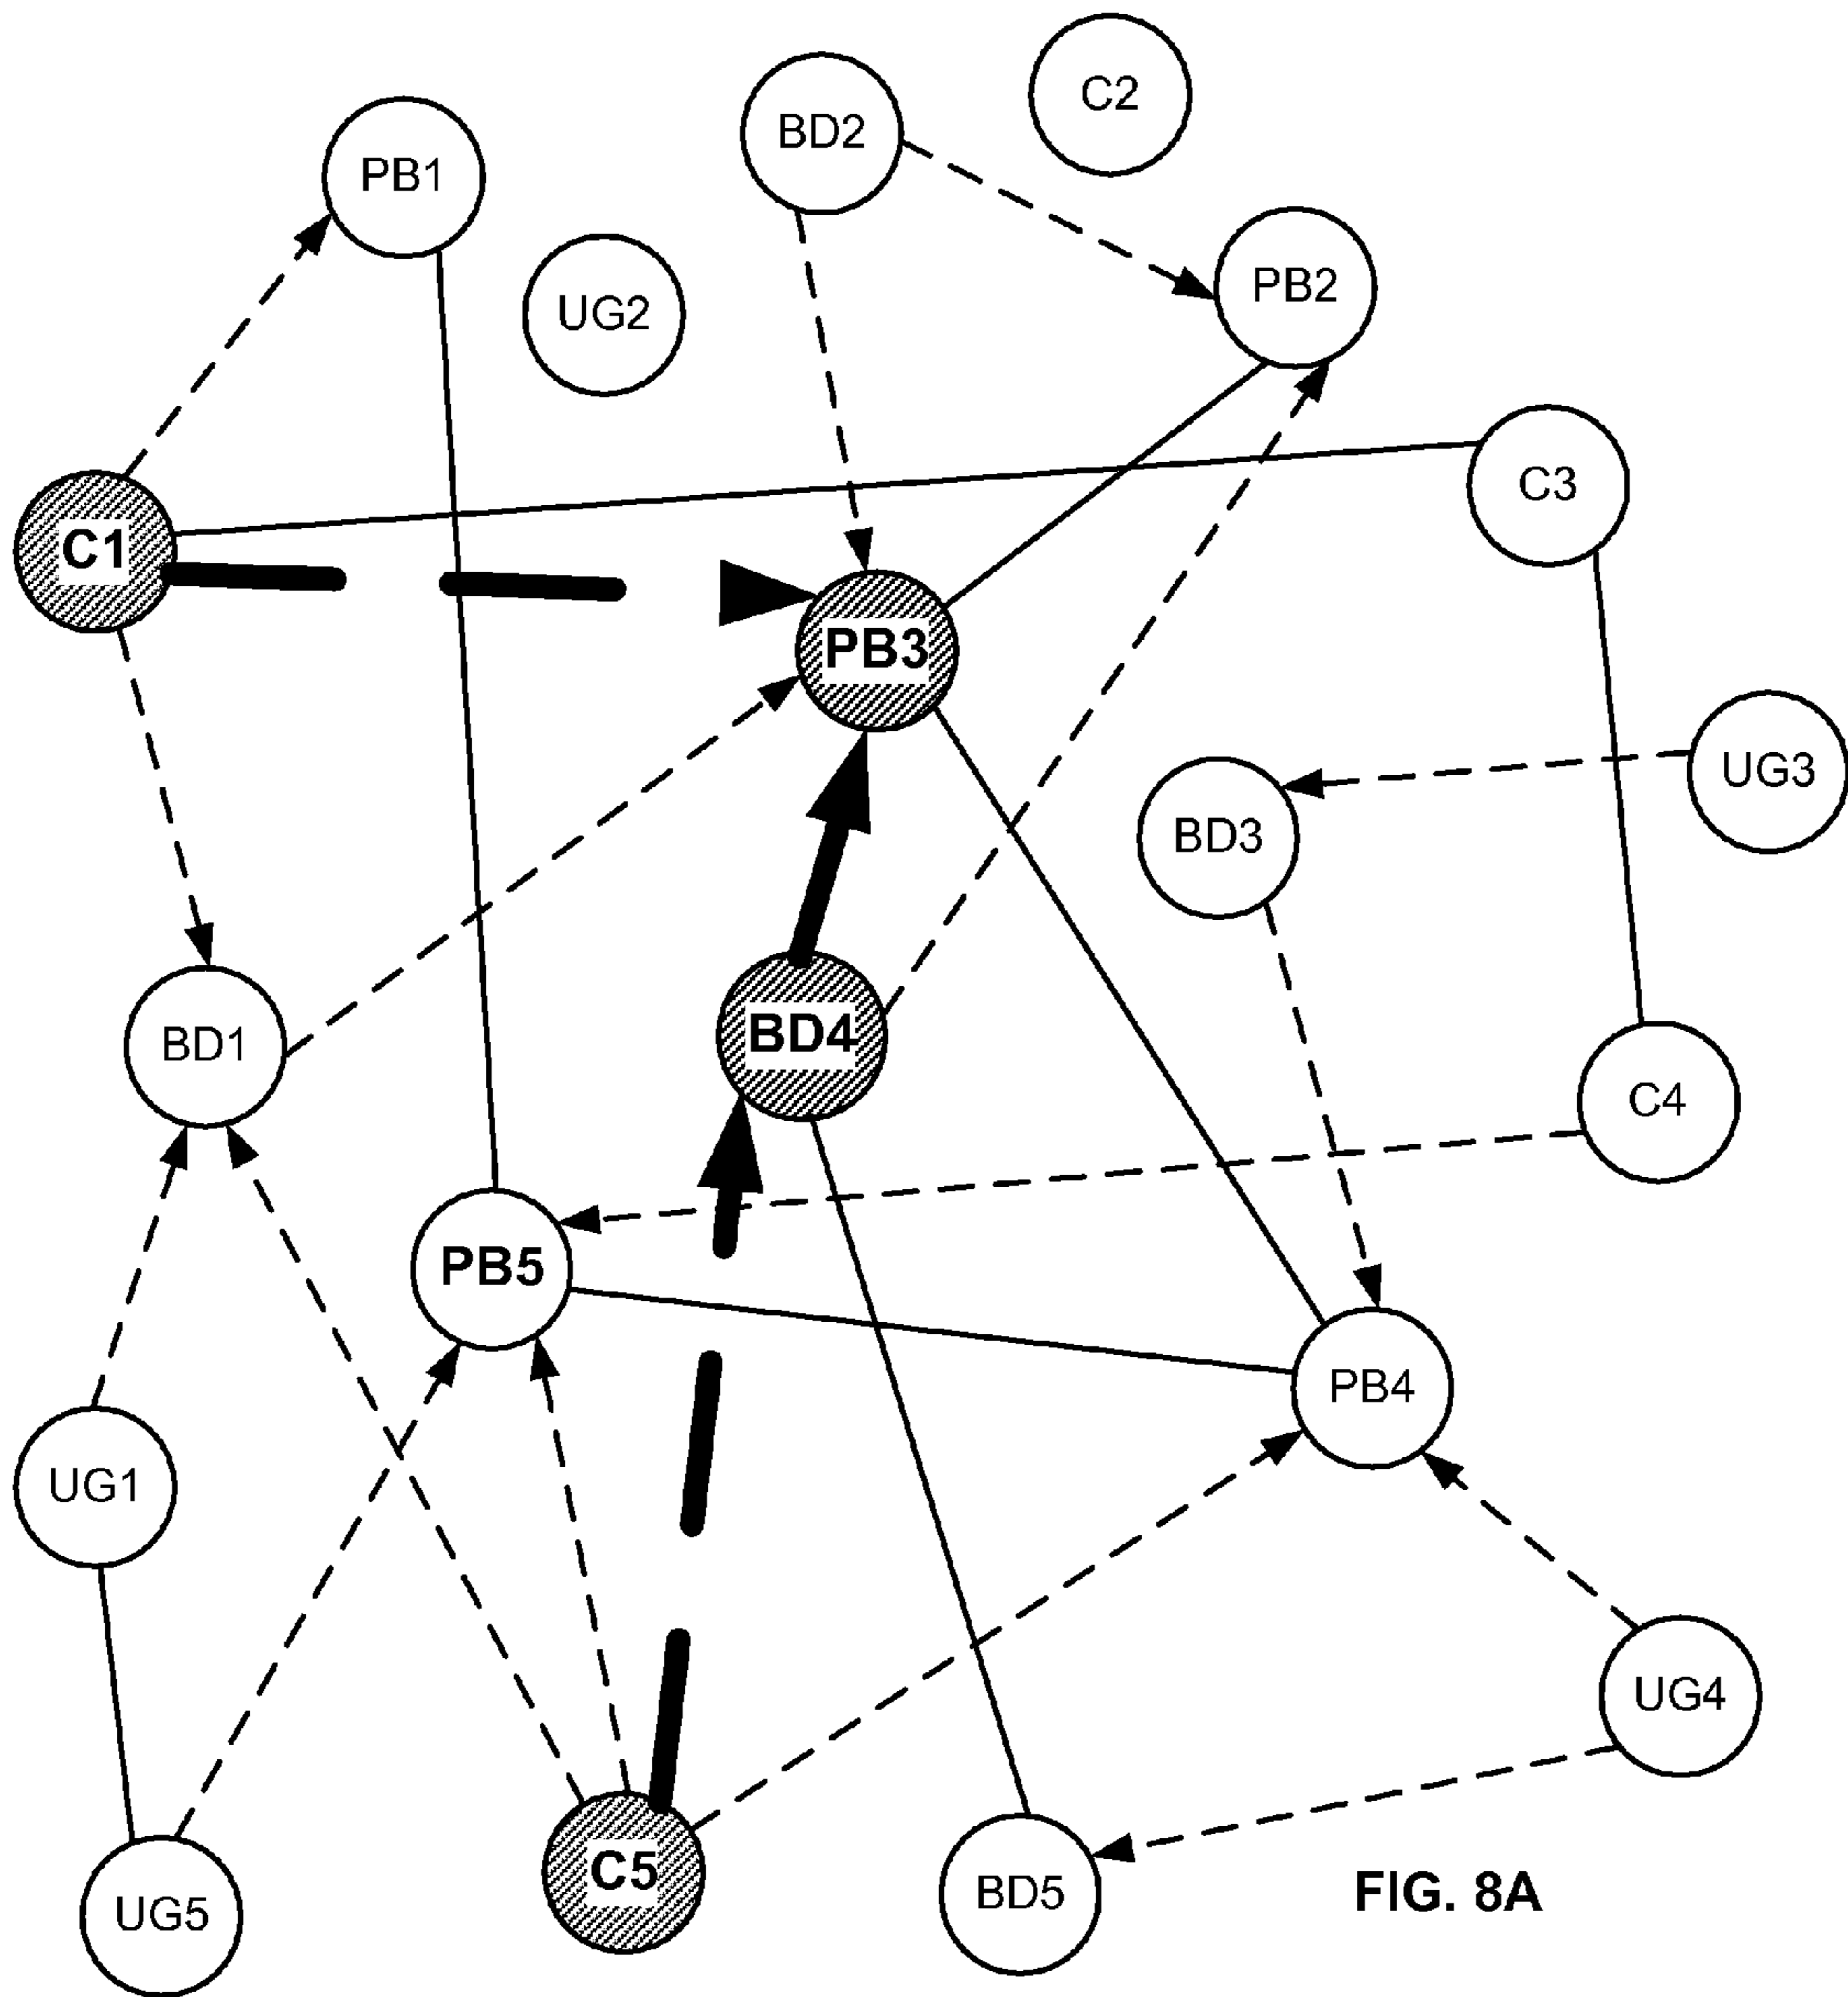 C2
BD2
PB1
PB2
UG2
C3
C1
PB3
UG3
BD3
BD4
BD1
C4
PB5
PB4
UG1
UG4
C5
BD5
FIG. 8A
UG5